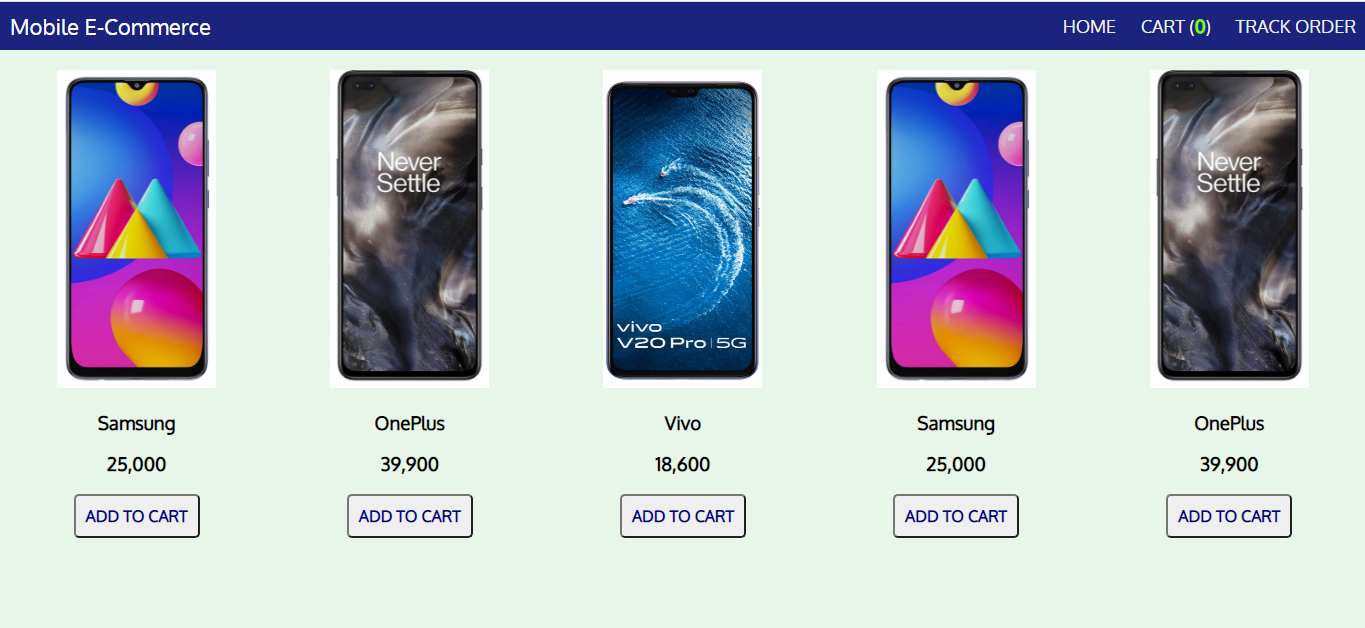 Mobile E-Commerce
HOME
CART (0)
TRACK ORDER
Never
Settle
vivo
V20 Pro | 5G
Never
Settle
Samsung
OnePlus
Vivo
Samsung
OnePlus
25,000
39,900
18,600
25,000
39,900
ADD TO CART
ADD TO CART
ADD TO CART
ADD TO CART
ADD TO CART